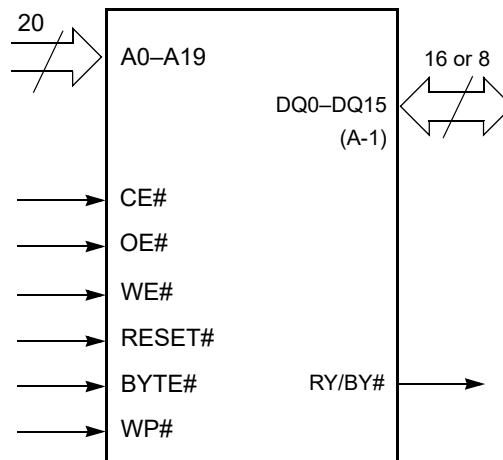 20
A0–A19
16 or 8
DQ0–DQ15
(A-1)
CE#
OE#
WE#
RESET#
BYTE#
RY/BY#
WP#